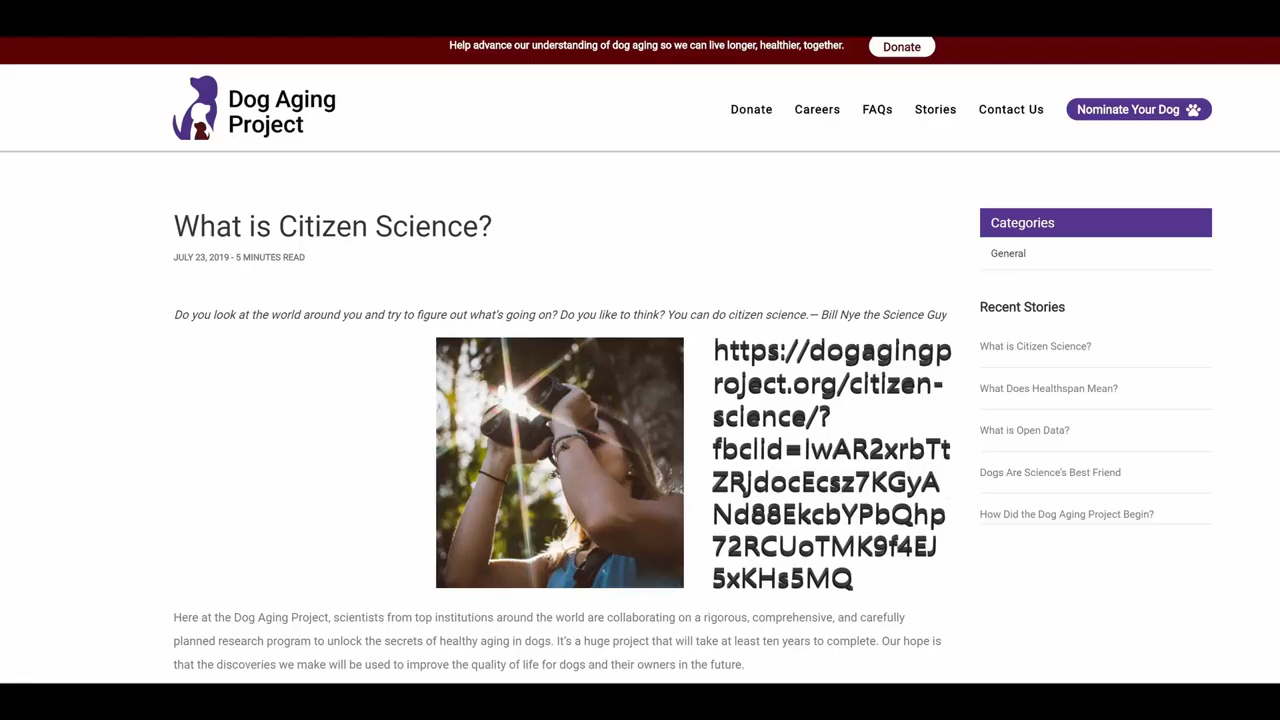 Help advance our understanding of dog aging so we can live longer, healthier, together.
Donate
Dog Aging
Project
Donate
Careers
FAQs
Stories
Contact Us
Nominate Your Dog
What is Citizen Science?
JULY 23, 2019 - 5 MINUTES READ
Do you look at the world around you and try to figure out what's going on? Do you like to think? You can do citizen science.— Bill Nye the Science Guy
https://dogagingp
roject.org/citizen-
science/?
fbclid=IwAR2xrbTt
ZRjdocEcsz7KGyA
Nd88EkcbYPbQhp
72RCUoTMK9f4EJ
5xKHs5MQ
Here at the Dog Aging Project, scientists from top institutions around the world are collaborating on a rigorous, comprehensive, and carefully
planned research program to unlock the secrets of healthy aging in dogs. It's a huge project that will take at least ten years to complete. Our hope is
that the discoveries we make will be used to improve the quality of life for dogs and their owners in the future.
Categories
General
Recent Stories
What is Citizen Science?
What Does Healthspan Mean?
What is Open Data?
Dogs Are Science's Best Friend
How Did the Dog Aging Project Begin?